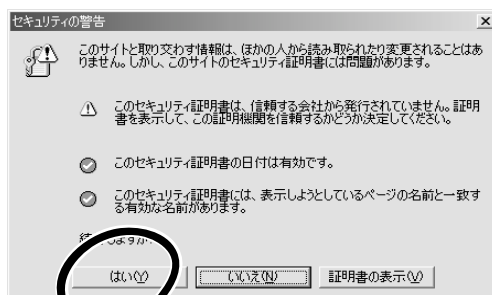 セキュリティの警告
このサイトと取り交わす情報は、ほかの人から読み取られたり変更されることはあ
りません。しかし、このサイトのセキュリティ証明書には問題があります。
このセキュリティ証明書は、信頼する会社から発行されていません。証明
書を表示して、この証明機関を信頼するかどうか決定してください。
このセキュリティ証明書の日付は有効です。
このセキュリティ証明書には、表示しようとしているページの名前と一致す
る有効な名前があります。
続 しますか
はい(Y) いいえ(N) 証明書の表示(V)